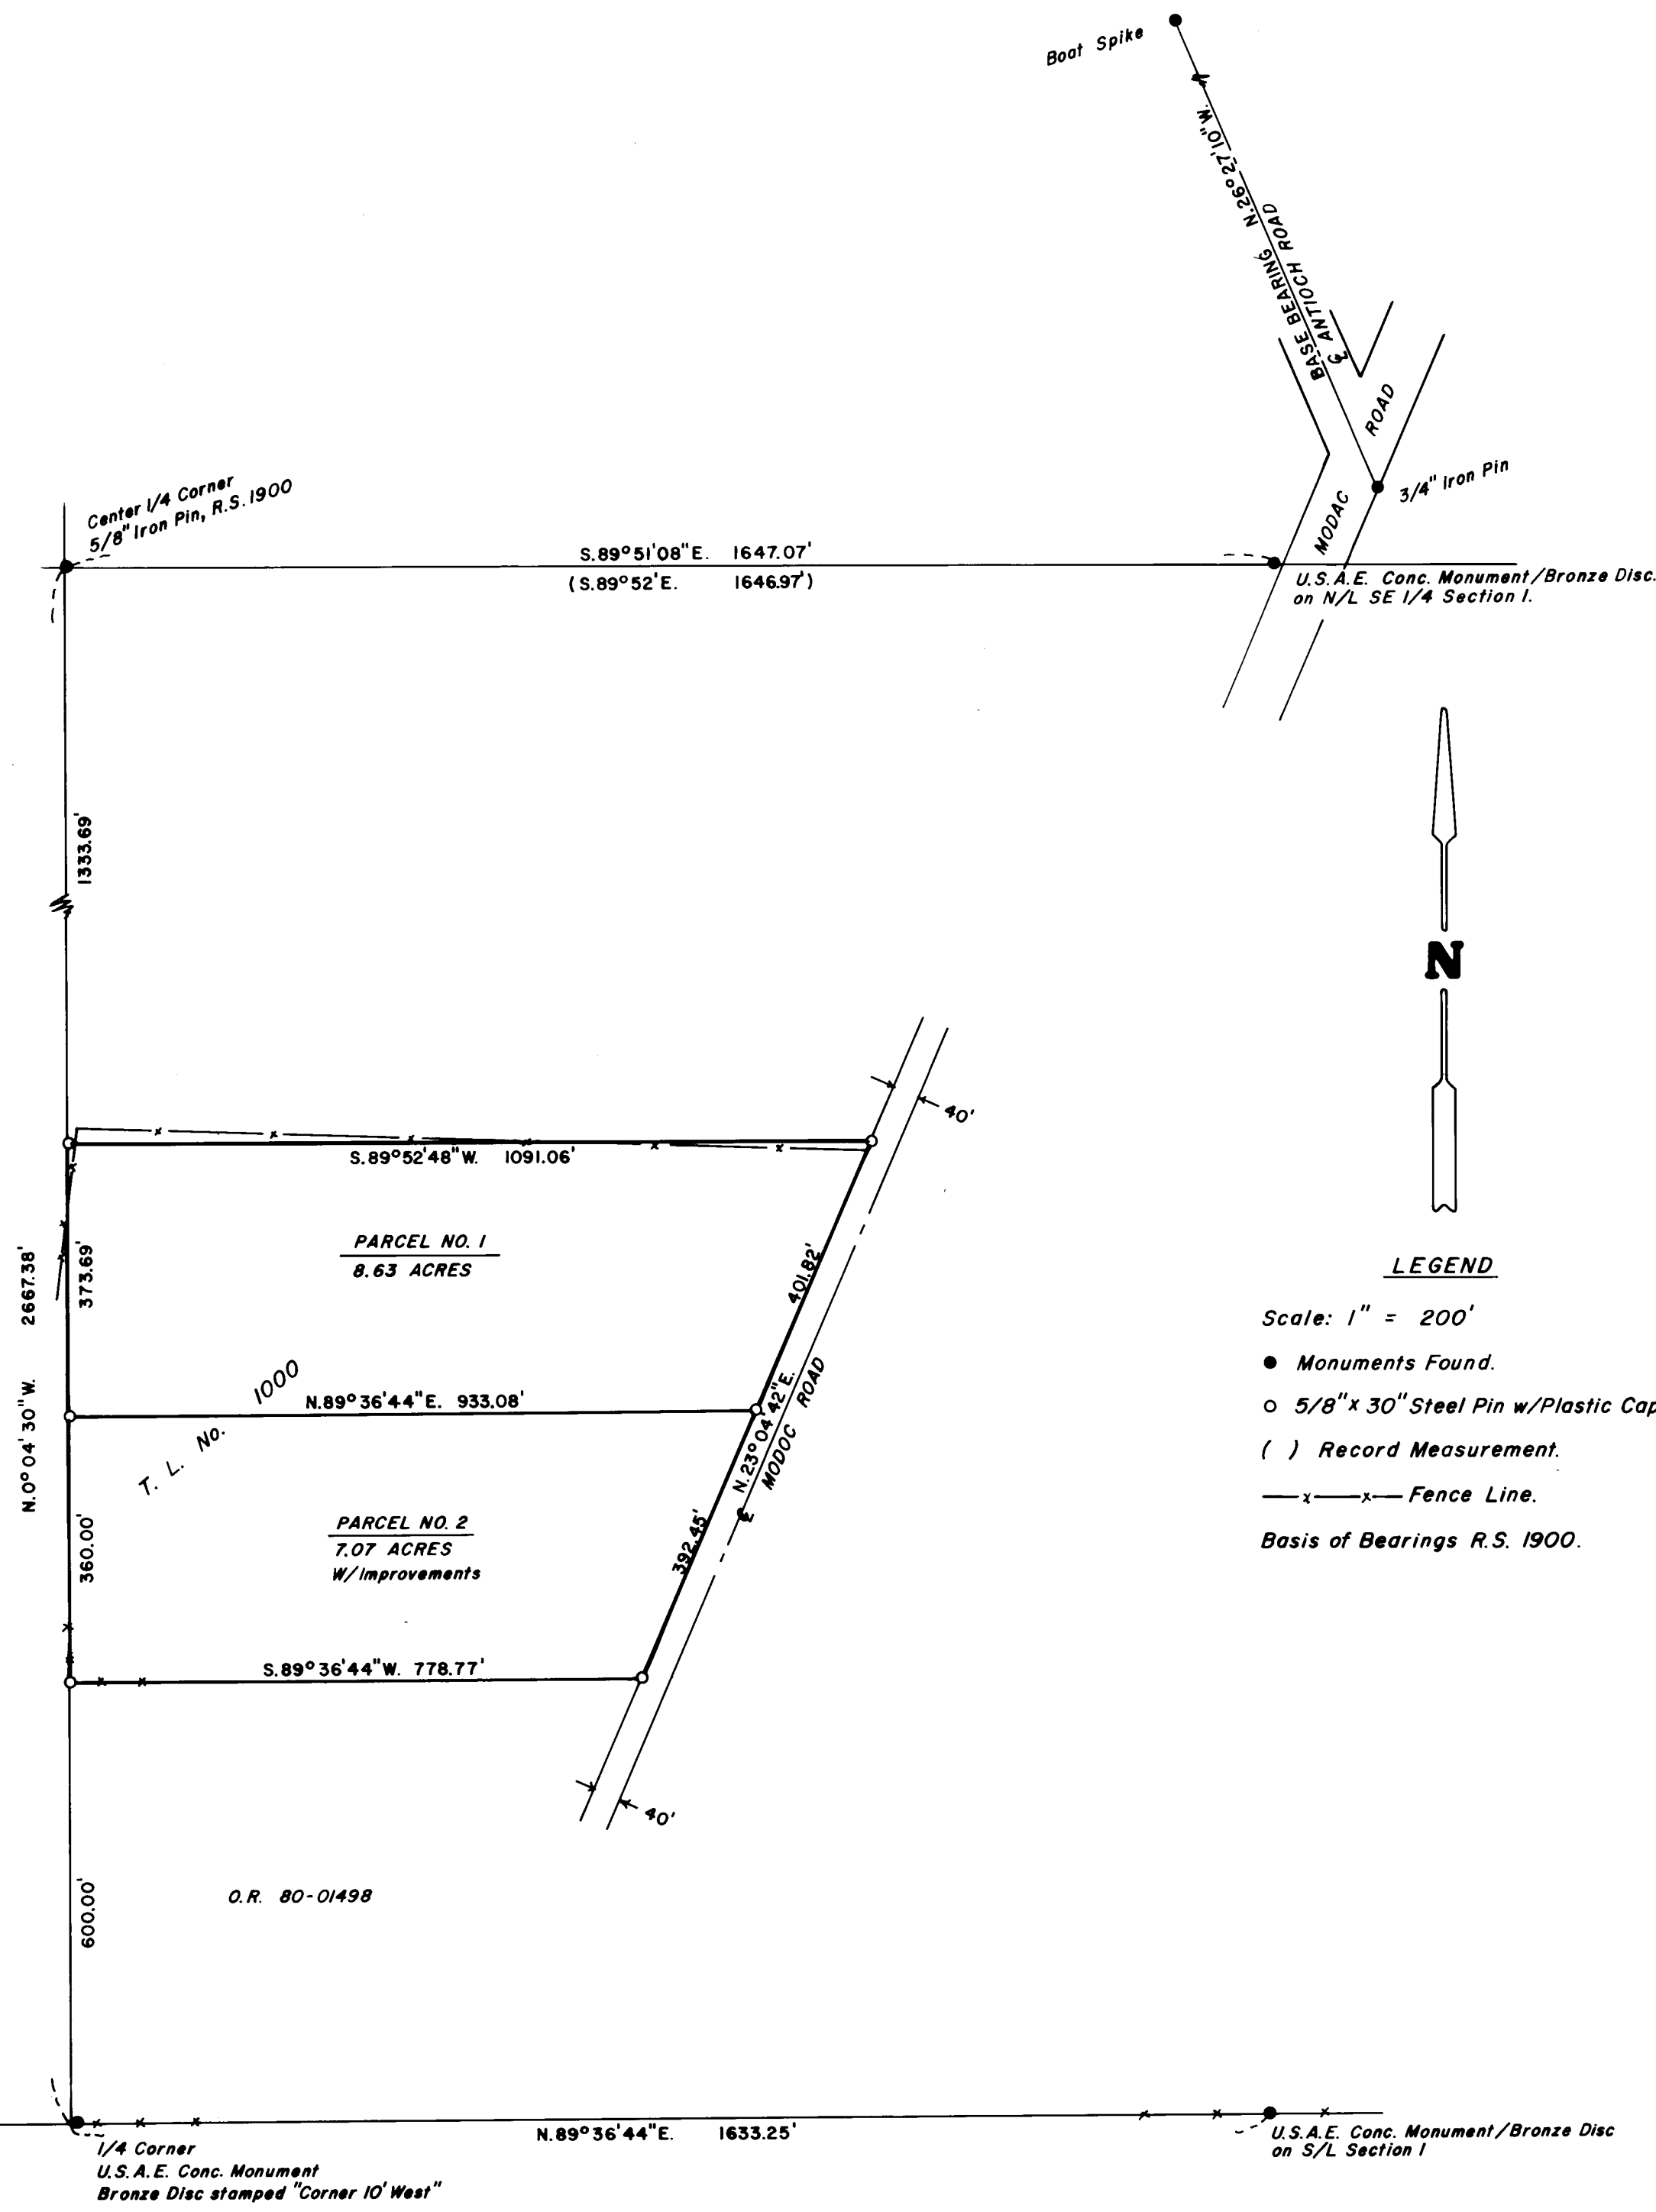 Boat Spike
BASE BEARING N.26°27'10"W.
℄ ANTIOCH ROAD
Center 1/4 Corner
5/8" Iron Pin, R.S. 1900
MODAC ROAD
3/4" Iron Pin
S.89°51'08"E. 1647.07'
(S.89°52'E. 1646.97')
U.S.A.E. Conc. Monument/Bronze Disc.
on N/L SE 1/4 Section 1.
1333.69'
N
40'
S.89°52'48"W. 1091.06'
PARCEL NO. 1
8.63 ACRES
N.0°04'30"W. 2667.38'
373.69'
401.82'
T. L. No. 1000
N.89°36'44"E. 933.08'
N.23°04'42"E.
MODOC ROAD
℄
PARCEL NO. 2
7.07 ACRES
W/Improvements
360.00'
392.45'
S.89°36'44"W. 778.77'
40'
LEGEND
Scale: 1" = 200'
Monuments Found.
5/8" x 30" Steel Pin w/Plastic Cap
( ) Record Measurement.
Fence Line.
Basis of Bearings R.S. 1900.
600.00'
O.R. 80-01498
N.89°36'44"E. 1633.25'
1/4 Corner
U.S.A.E. Conc. Monument
Bronze Disc stamped "Corner 10' West"
U.S.A.E. Conc. Monument/Bronze Disc
on S/L Section 1